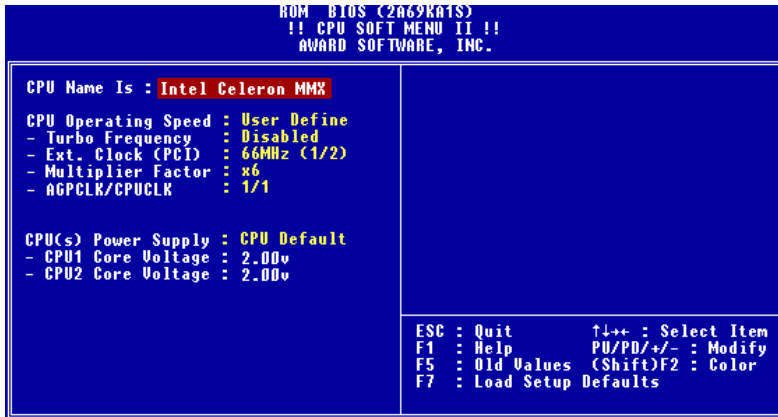 ROM BIOS (2A69KA1S)
!! CPU SOFT MENU II !!
AWARD SOFTWARE, INC.
CPU Name Is : Intel Celeron MMX
CPU Operating Speed : User Define
- Turbo Frequency : Disabled
- Ext. Clock (PCI) : 66MHz (1/2)
- Multiplier Factor : x6
- AGPCLK/CPUCLK : 1/1
CPU(s) Power Supply : CPU Default
- CPU1 Core Voltage : 2.00v
- CPU2 Core Voltage : 2.00v
ESC : Quit ↑↓→← : Select Item
F1 : Help PU/PD/+/- : Modify
F5 : Old Values (Shift)F2 : Color
F7 : Load Setup Defaults